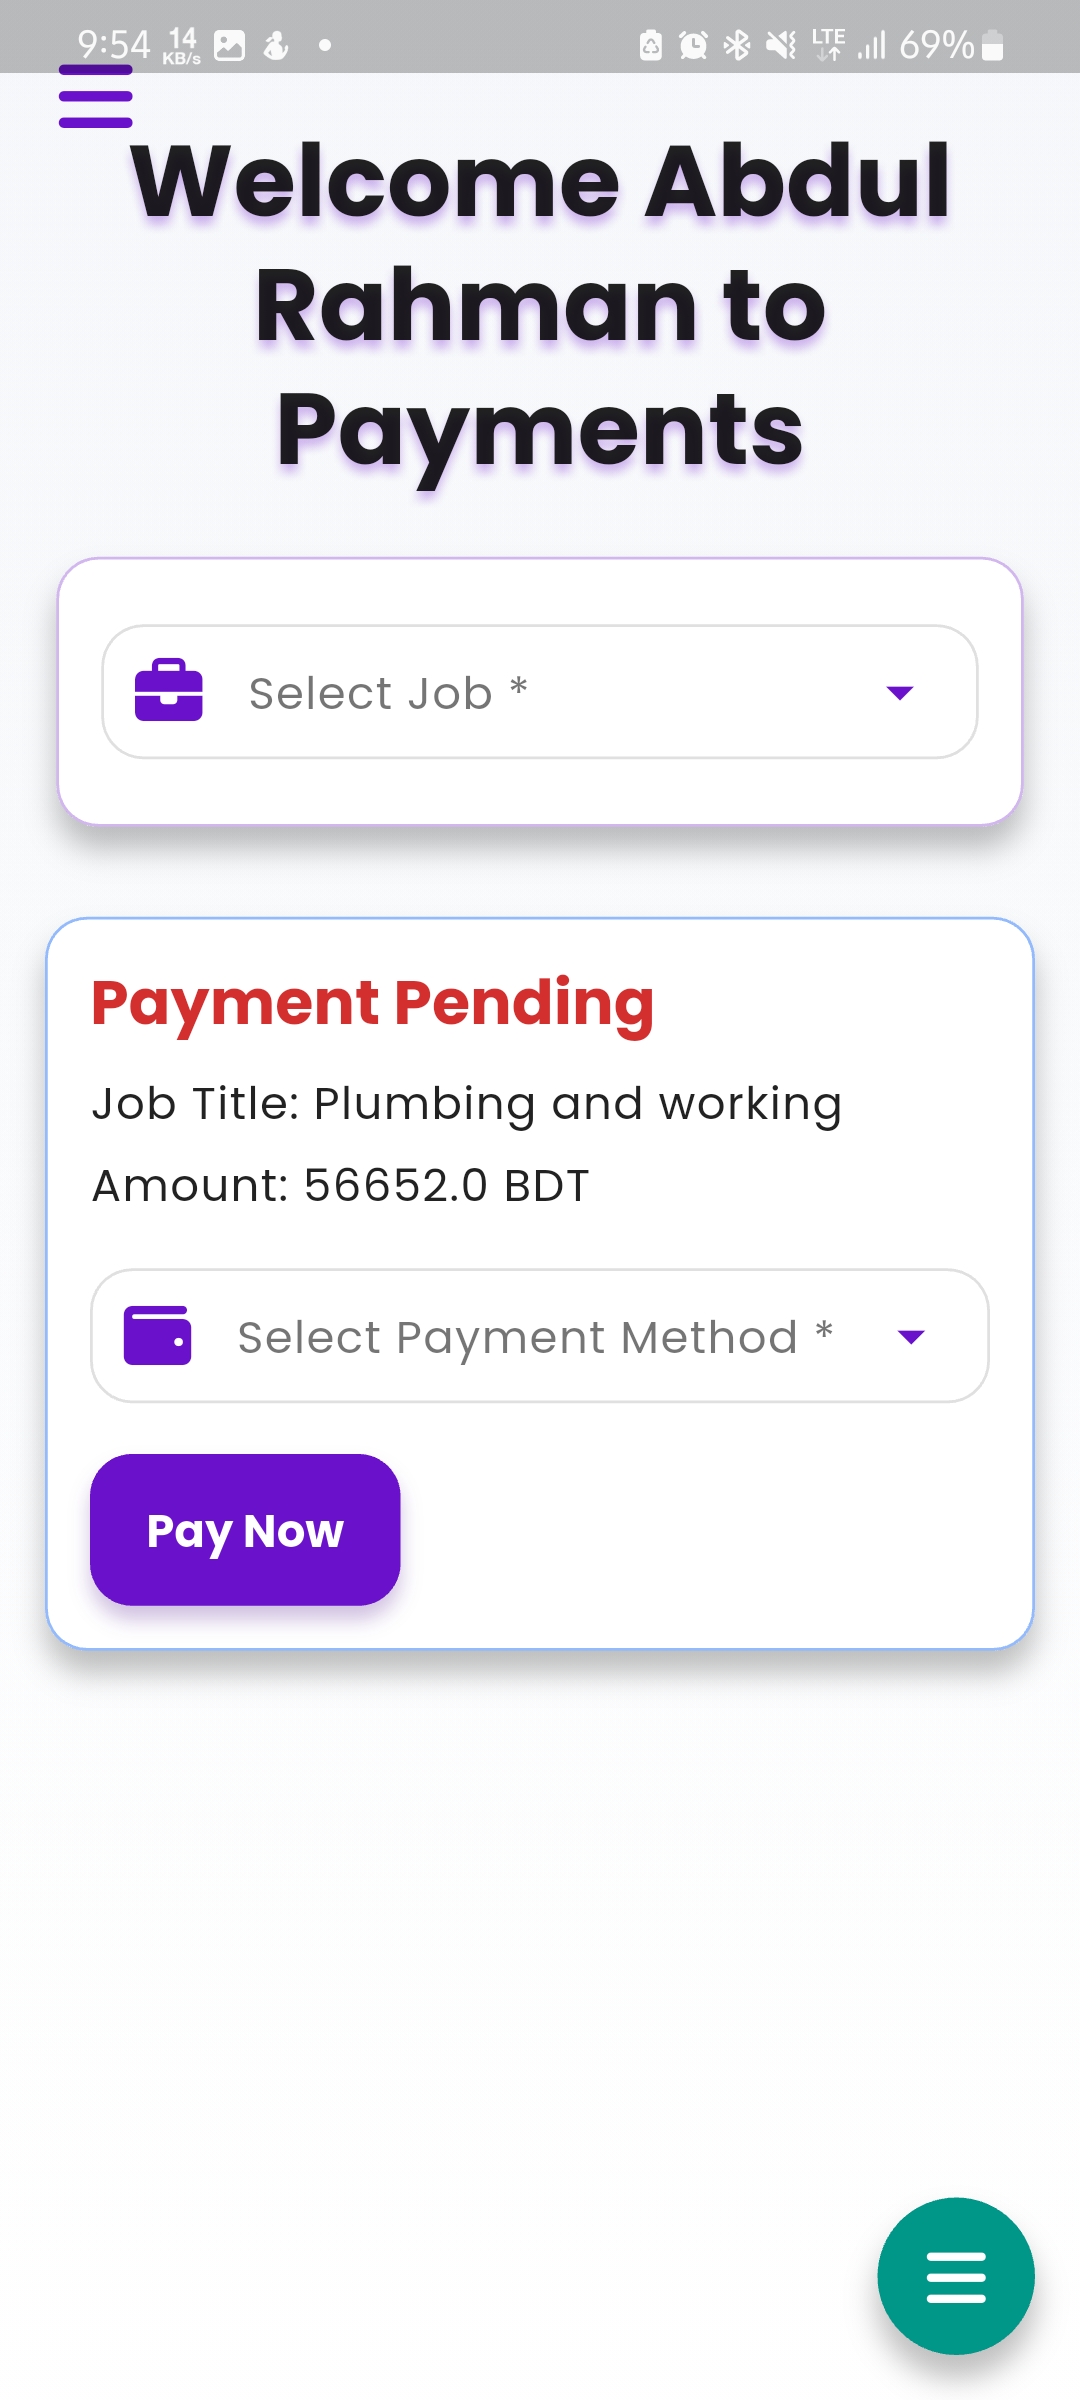 9:54 14 KB/s LTE 69%
Welcome Abdul
Rahman to
Payments
Select Job *
Payment Pending
Job Title: Plumbing and working
Amount: 56652.0 BDT
Select Payment Method *
Pay Now